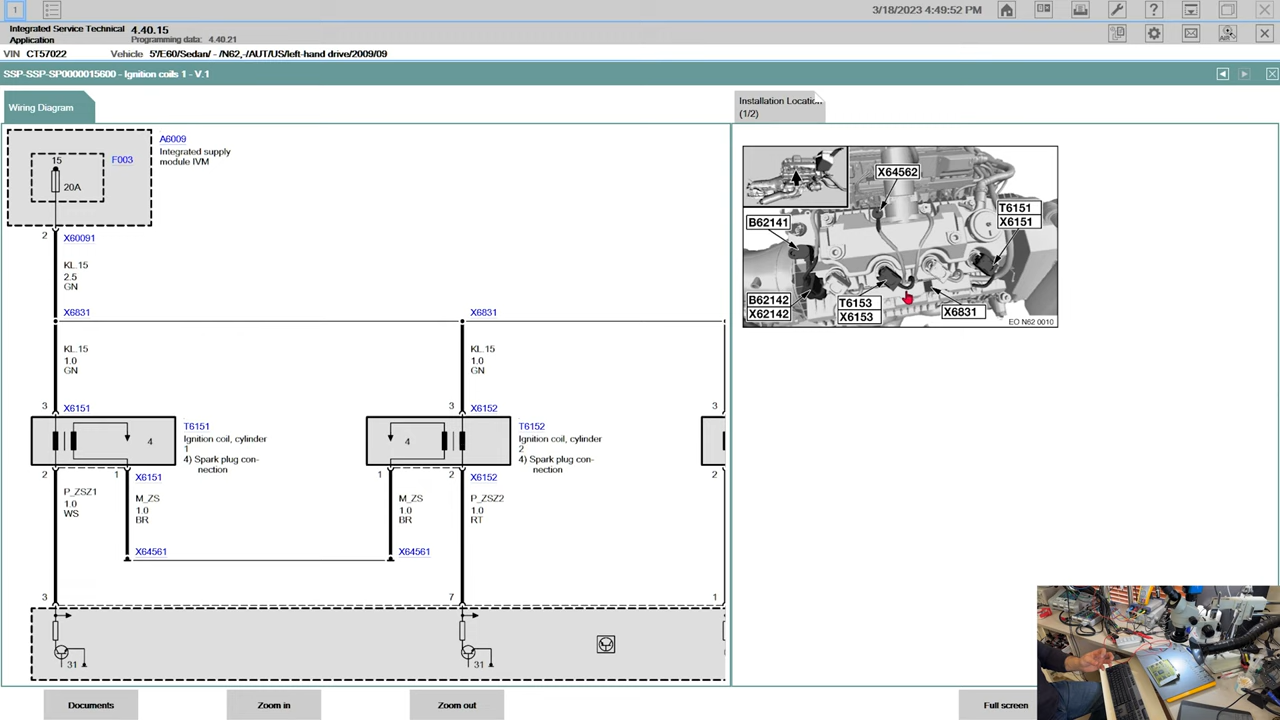 1
3/18/2023 4:49:52 PM
?
Integrated Service Technical
Application
4.40.15
Programming data: 4.40.21
VIN CT57022 Vehicle 5'/E60/Sedan/ - /N62,-/AUT/US/left-hand drive/2009/09
SSP-SSP-SP0000015600 - Ignition coils 1 - V.1
Wiring Diagram
Installation Location
(1/2)
15
F003
20A
A6009
Integrated supply
module IVM
2
X60091
KL.15
2.5
GN
X6831
X6831
KL.15
1.0
GN
KL.15
1.0
GN
3
X6151
3
X6152
3
4
T6151
Ignition coil, cylinder
1
4) Spark plug con-
nection
4
T6152
Ignition coil, cylinder
2
4) Spark plug con-
nection
2
1
X6151
1
2
X6152
2
P_ZSZ1
1.0
WS
M_ZS
1.0
BR
M_ZS
1.0
BR
P_ZSZ2
1.0
RT
X64561
X64561
3
7
1
31
31
X64562
T6151
X6151
B62141
B62142
X62142
T6153
X6153
X6831
EO N62 0010
Documents
Zoom in
Zoom out
Full screen